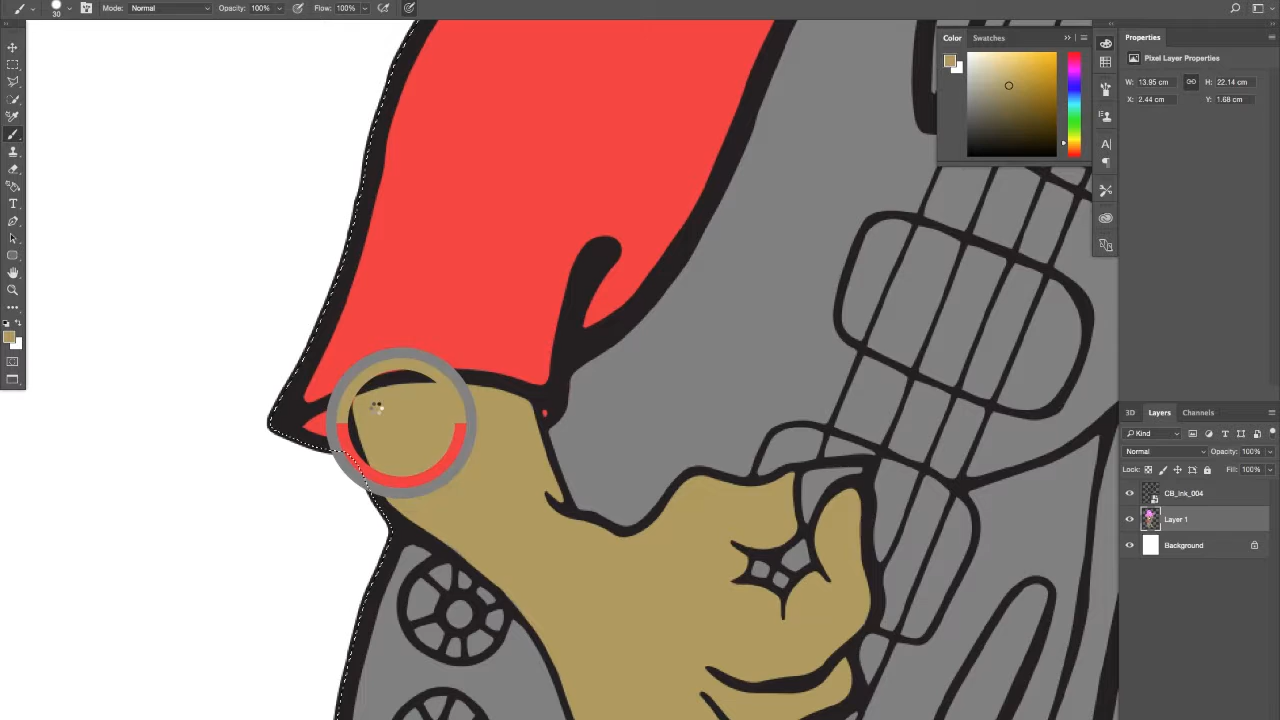 30
Mode: Normal
Opacity: 100%
Flow: 100%
Color
Swatches
Properties
Pixel Layer Properties
W: 13.95 cm
H: 22.14 cm
X: 2.44 cm
Y: 1.68 cm
3D
Layers
Channels
Kind
Normal
Opacity: 100%
Lock:
Fill: 100%
CB_ink_004
Layer 1
Background